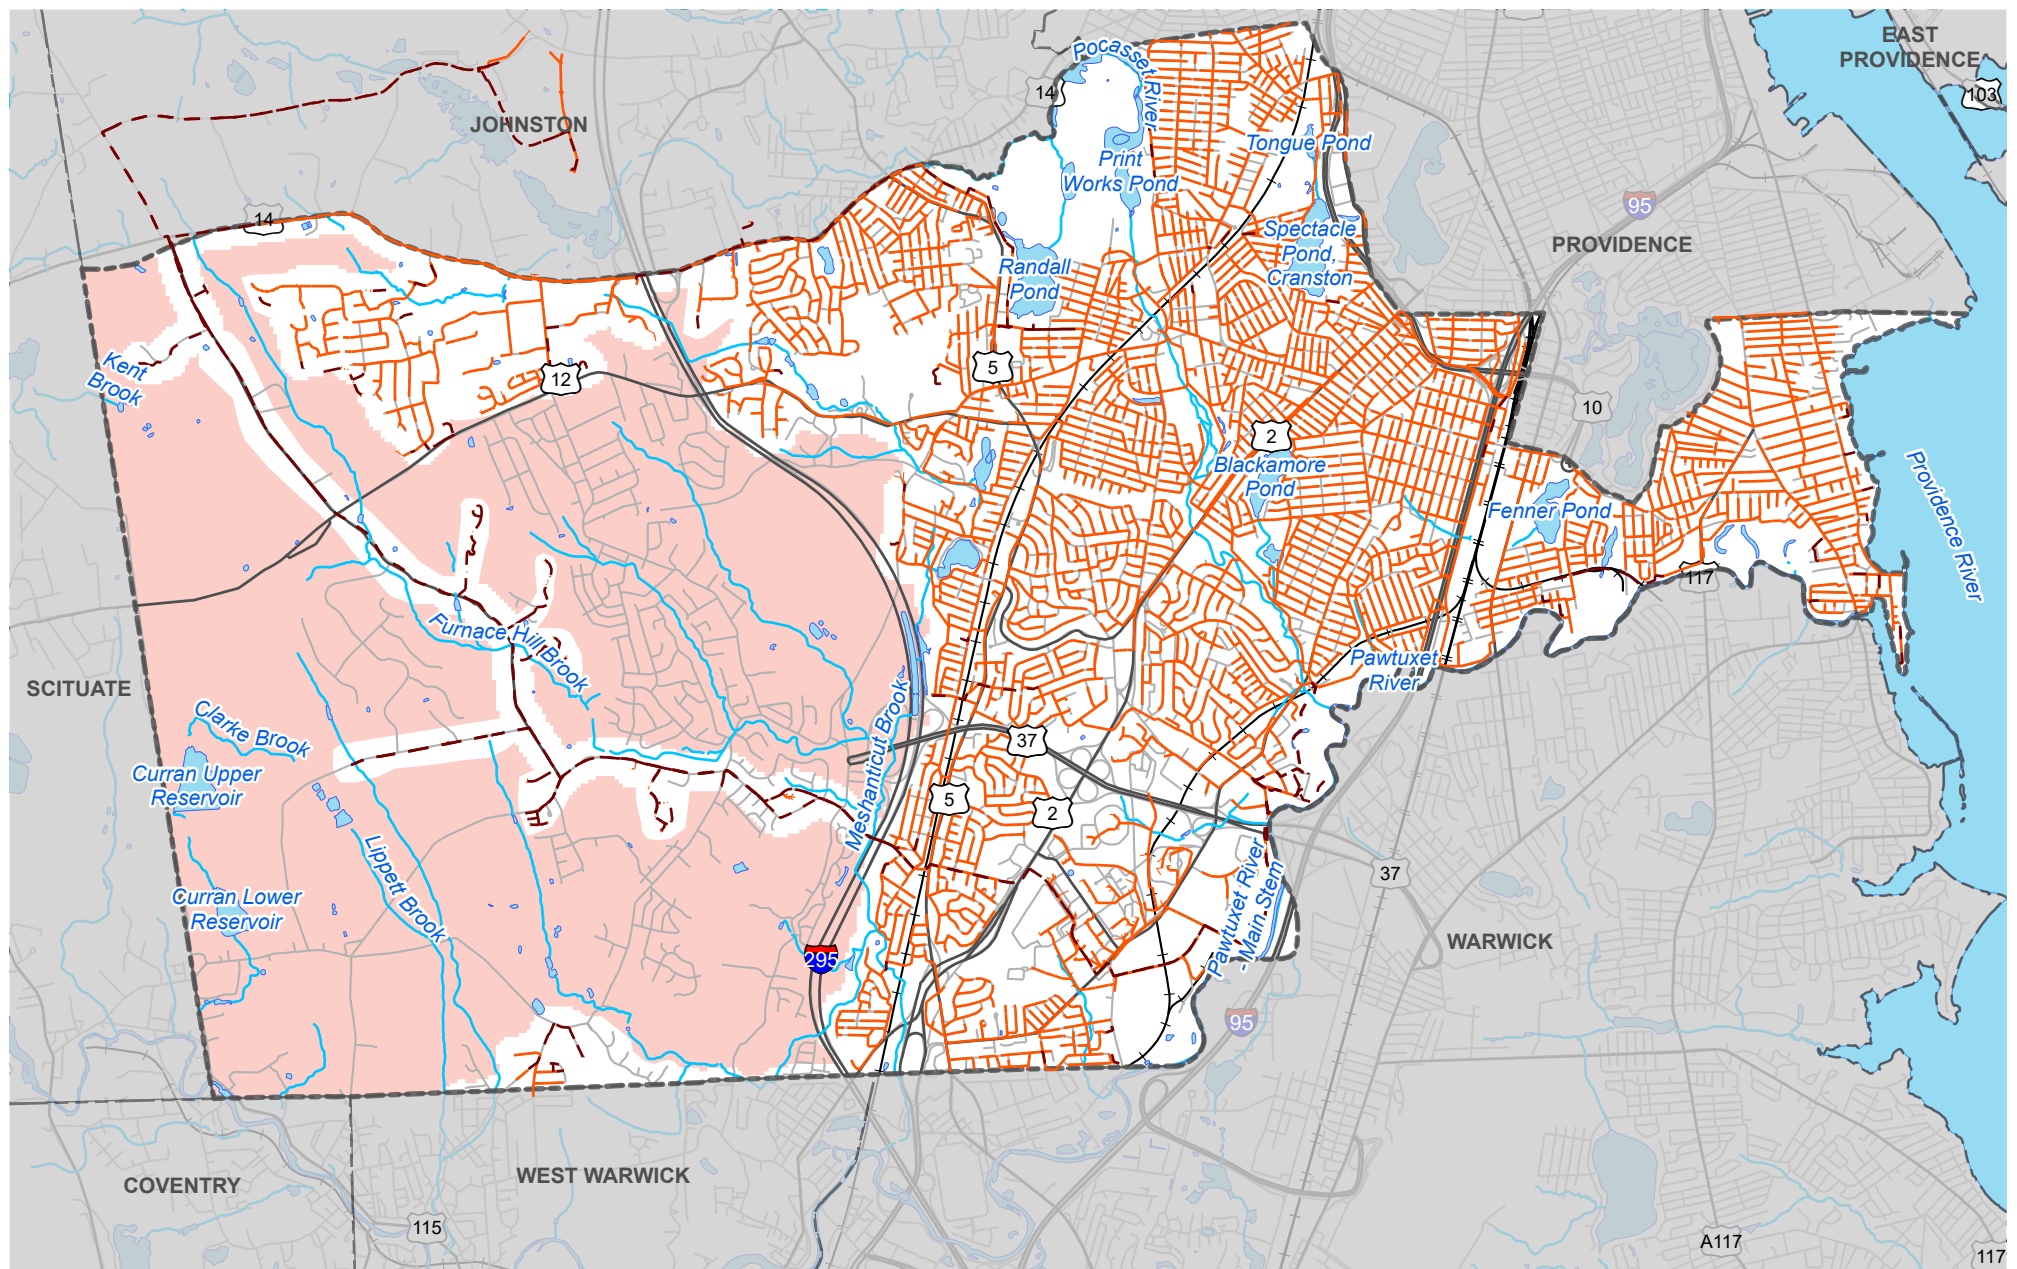 EAST
PROVIDENCE
103
Pocasset River
14
JOHNSTON
Tongue Pond
Print
Works Pond
95
14
Spectacle
Pond,
Cranston
PROVIDENCE
Randall
Pond
Kent
Brook
12
5
10
2
Blackamore
Pond
Providence River
Fenner Pond
117
Furnace Hill Brook
Pawtuxet
River
SCITUATE
Clarke Brook
Meshanticut Brook
37
Curran Upper
Reservoir
5
2
Lippett Brook
37
Curran Lower
Reservoir
Pawtuxet River
- Main Stem
WARWICK
295
95
COVENTRY
WEST WARWICK
115
A117
117